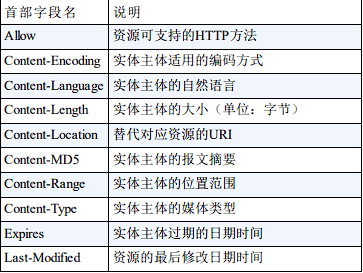 首部字段名 说明
Allow 资源可支持的HTTP方法
Content-Encoding 实体主体适用的编码方式
Content-Language 实体主体的自然语言
Content-Length 实体主体的大小（单位：字节）
Content-Location 替代对应资源的URI
Content-MD5 实体主体的报文摘要
Content-Range 实体主体的位置范围
Content-Type 实体主体的媒体类型
Expires 实体主体过期的日期时间
Last-Modified 资源的最后修改日期时间